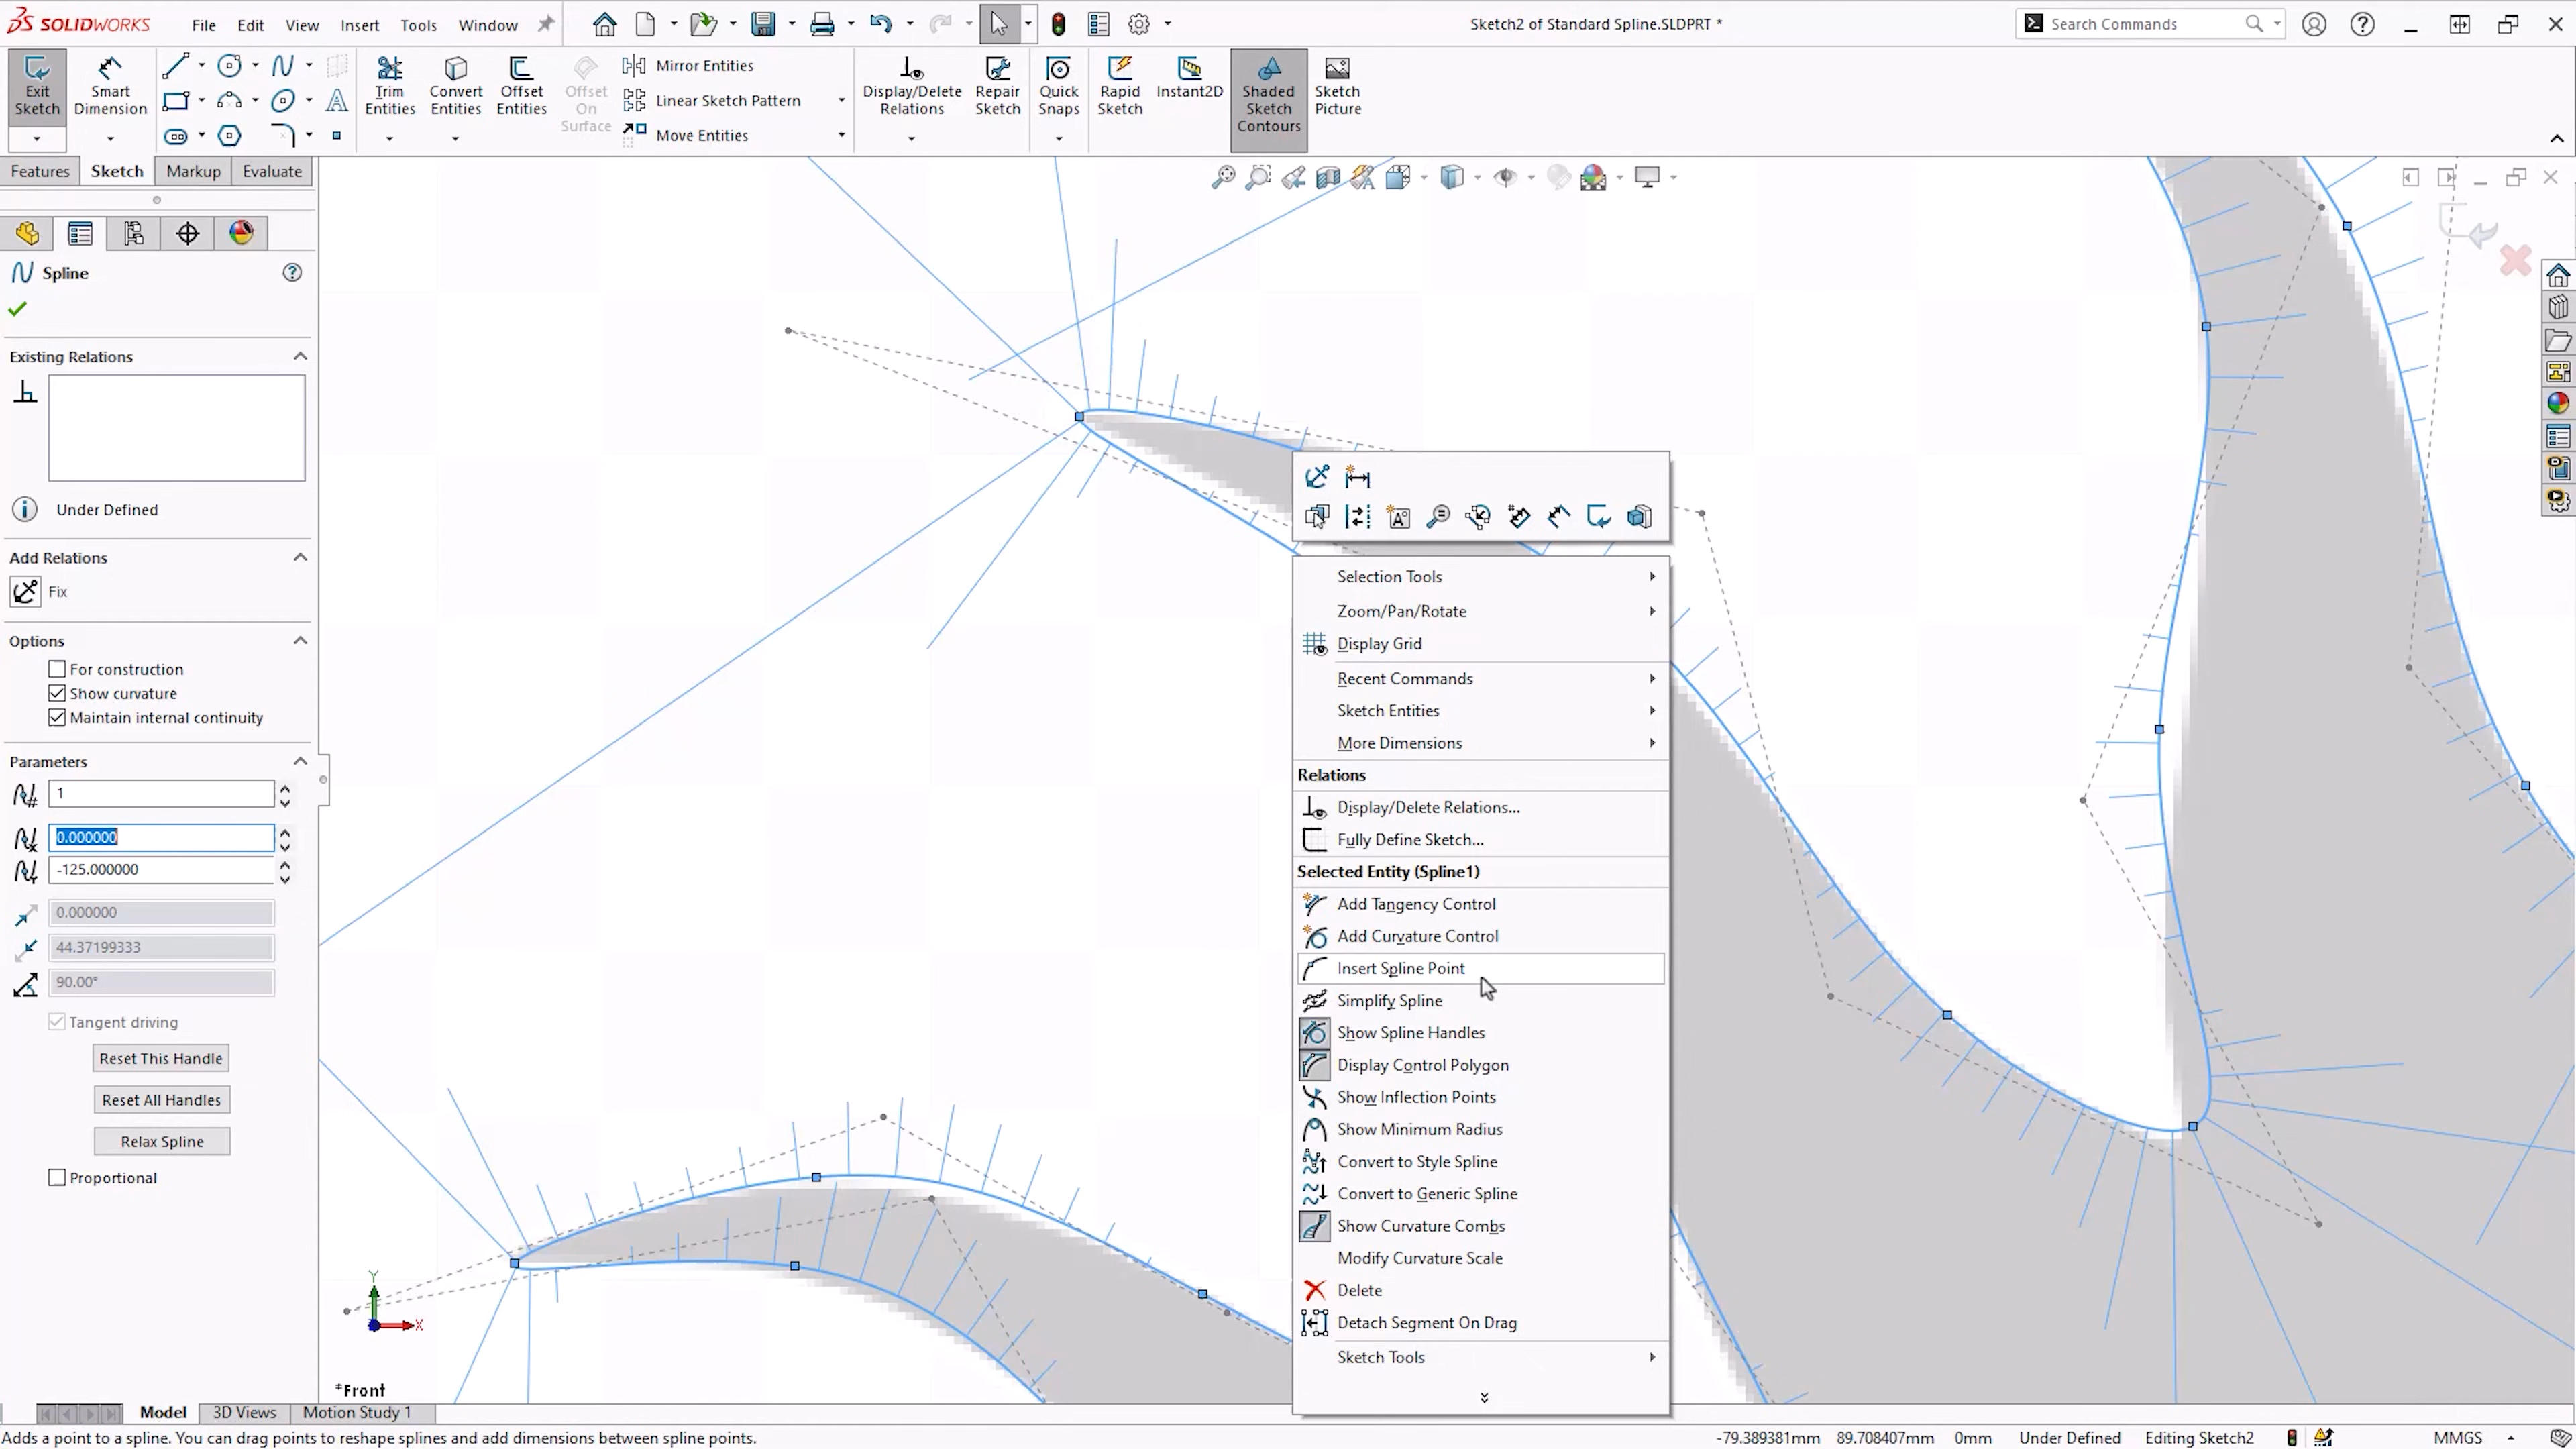 SOLIDWORKS File Edit View Insert Tools Window Sketch2 of Standard Spline.SLDPRT * Search Commands
Exit Sketch
Smart Dimension
Trim Entities
Convert Entities
Offset Entities
Offset On Surface
Mirror Entities
Linear Sketch Pattern
Move Entities
Display/Delete Relations
Repair Sketch
Quick Snaps
Rapid Sketch
Instant2D
Shaded Sketch Contours
Sketch Picture
Features Sketch Markup Evaluate
Spline
Existing Relations
Under Defined
Add Relations
Fix
Options
For construction
Show curvature
Maintain internal continuity
Parameters
1
0.000000
-125.000000
0.000000
44.37199333
90.00°
Tangent driving
Reset This Handle
Reset All Handles
Relax Spline
Proportional
Selection Tools
Zoom/Pan/Rotate
Display Grid
Recent Commands
Sketch Entities
More Dimensions
Relations
Display/Delete Relations...
Fully Define Sketch...
Selected Entity (Spline1)
Add Tangency Control
Add Curvature Control
Insert Spline Point
Simplify Spline
Show Spline Handles
Display Control Polygon
Show Inflection Points
Show Minimum Radius
Convert to Style Spline
Convert to Generic Spline
Show Curvature Combs
Modify Curvature Scale
Delete
Detach Segment On Drag
Sketch Tools
Y
X
*Front
Model 3D Views Motion Study 1
Adds a point to a spline. You can drag points to reshape splines and add dimensions between spline points. -79.389381mm 89.708407mm 0mm Under Defined Editing Sketch2 MMGS